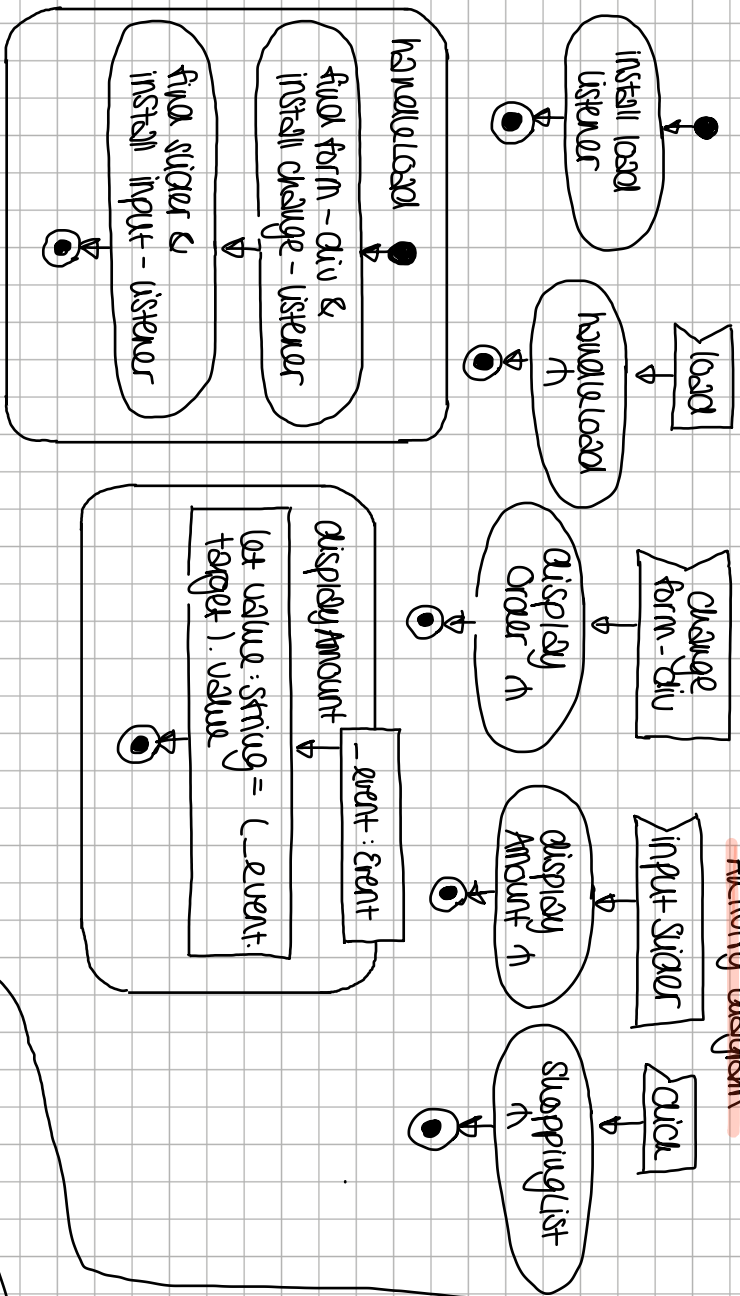 Activity diagram
install load
listener
load
handleload
change
form-div
display
Order
input slider
display
Amount
click
shoppinglist
handleload
find form-div &
install change-listener
find slider &
install input-listener
displayAmount
_event: Event
let value:string = (_event.
target).value